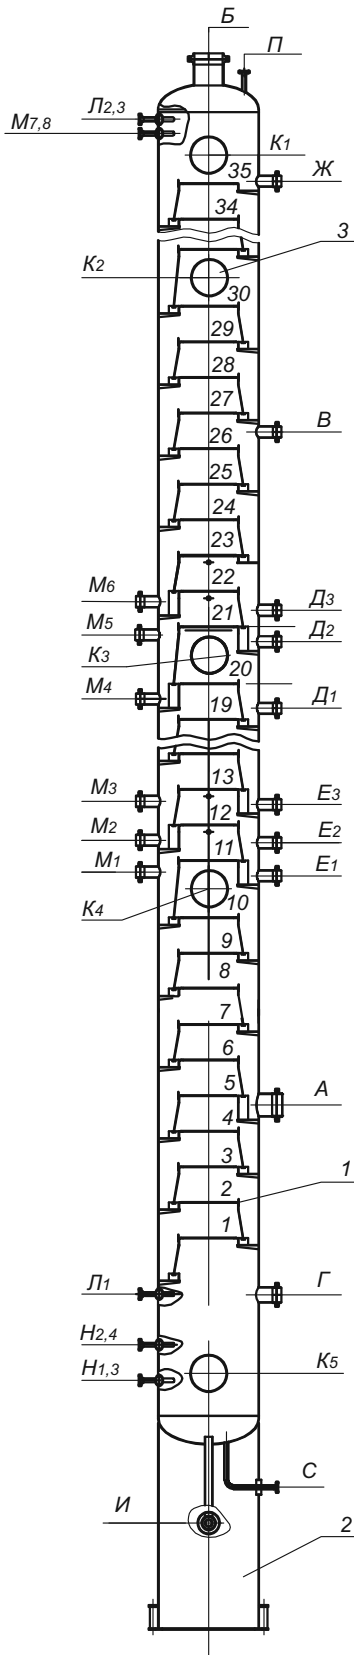 Б
П
Л2,3
М7,8
К1
Ж
35
34
3
К2
30
29
28
27
В
26
25
24
23
22
М6
Д3
21
М5
Д2
К3
20
М4
Д1
19
13
М3
Е3
12
М2
Е2
11
М1
Е1
К4
10
9
8
7
6
5
А
4
3
1
2
1
Л1
Г
Н2,4
Н1,3
К5
С
И
2